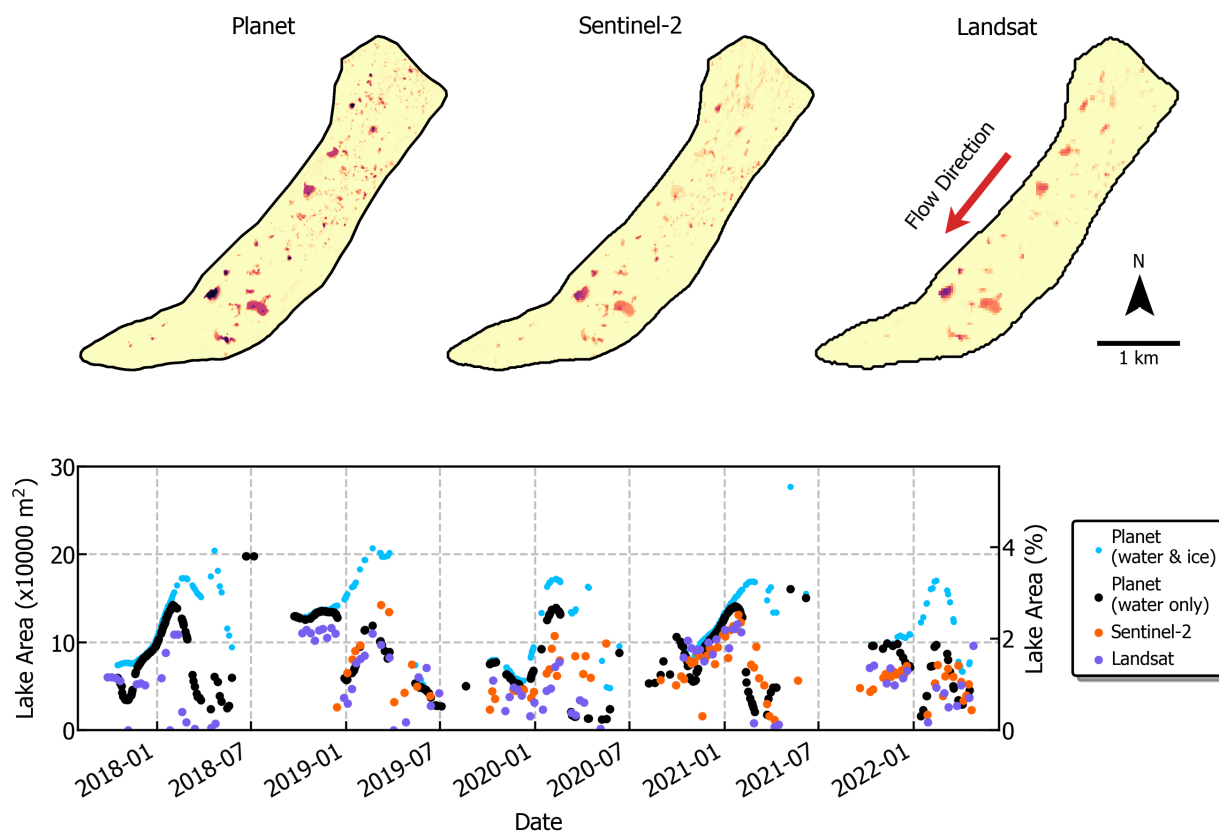 Planet
Sentinel-2
Landsat
Flow Direction
N
1 km
30
20
10
0
4
2
0
Lake Area (x10000 m²)
Lake Area (%)
2018-01
2018-07
2019-01
2019-07
2020-01
2020-07
2021-01
2021-07
2022-01
Date
Planet
(water & ice)
Planet
(water only)
Sentinel-2
Landsat